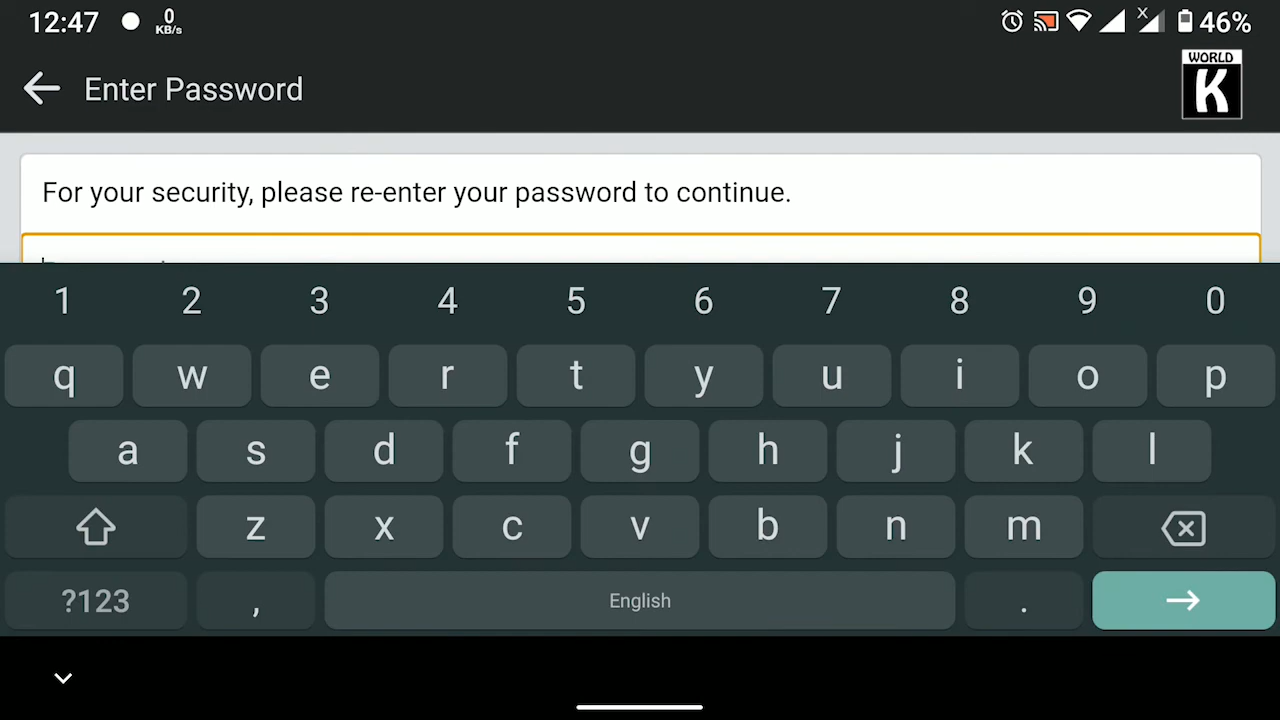 12:47 0 KB/s x 46%
Enter Password
WORLD
K
For your security, please re-enter your password to continue.
1 2 3 4 5 6 7 8 9 0
q w e r t y u i o p
a s d f g h j k l
z x c v b n m
?123 , English .